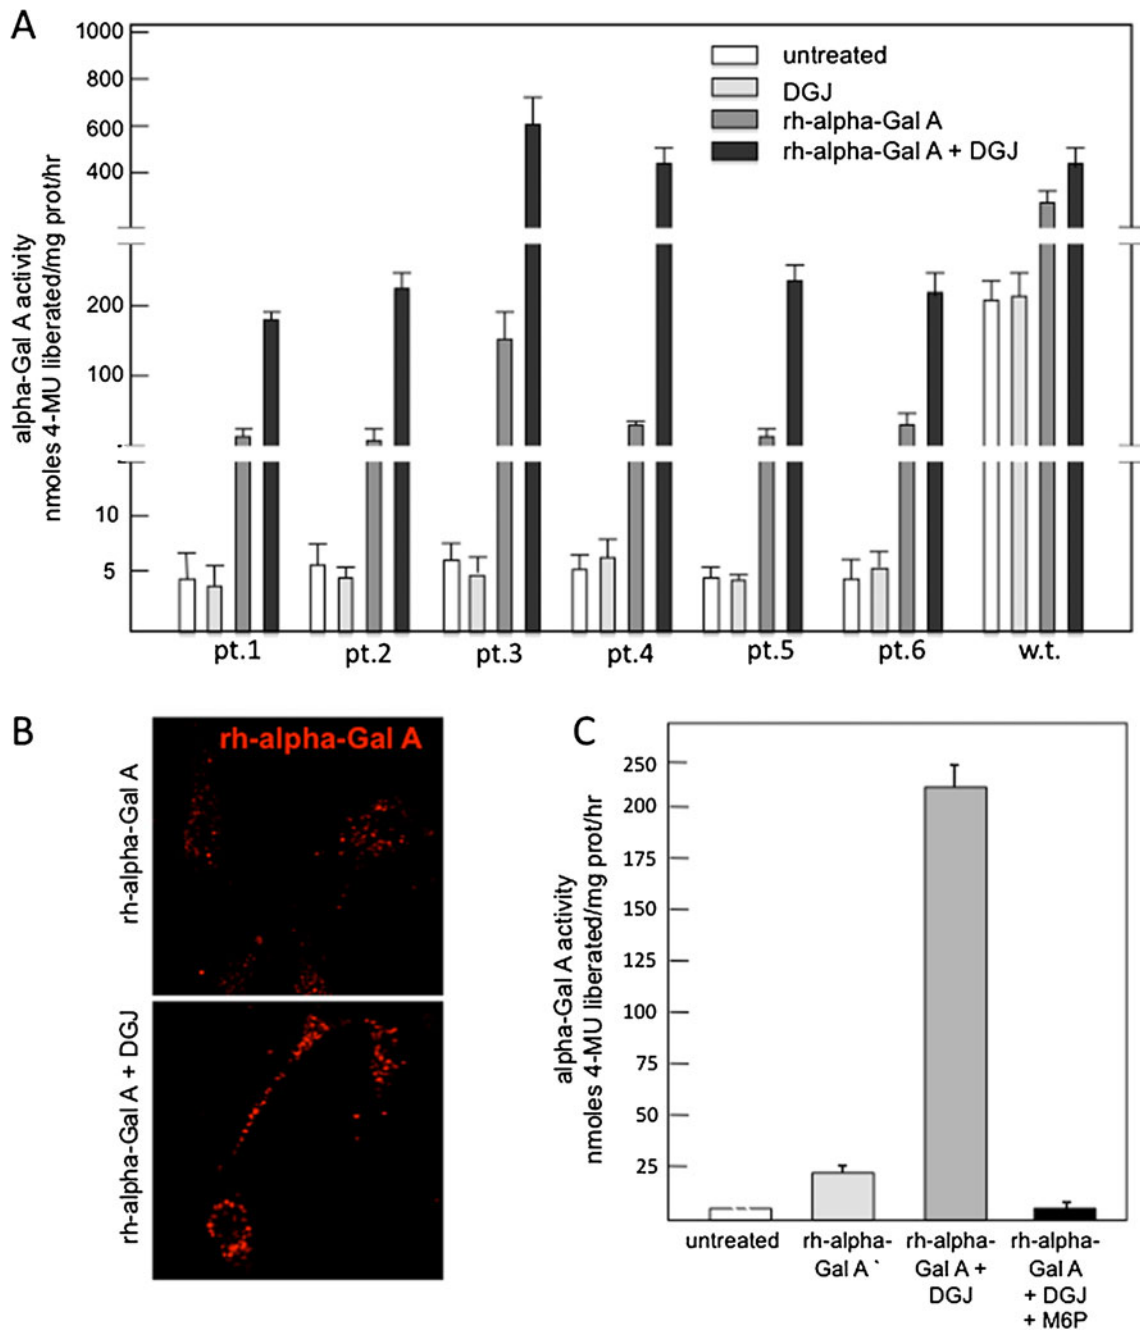 A
alpha-Gal A activity
nmoles 4-MU liberated/mg prot/hr
1000
800
600
400
200
100
10
5
untreated
DGJ
rh-alpha-Gal A
rh-alpha-Gal A + DGJ
pt.1 pt.2 pt.3 pt.4 pt.5 pt.6 w.t.
B
rh-alpha-Gal A
rh-alpha-Gal A
rh-alpha-Gal A + DGJ
C
alpha-Gal A activity
nmoles 4-MU liberated/mg prot/hr
250
200
175
150
125
100
75
50
25
untreated
rh-alpha-
Gal A `
rh-alpha-
Gal A +
DGJ
rh-alpha-
Gal A
+ DGJ
+ M6P